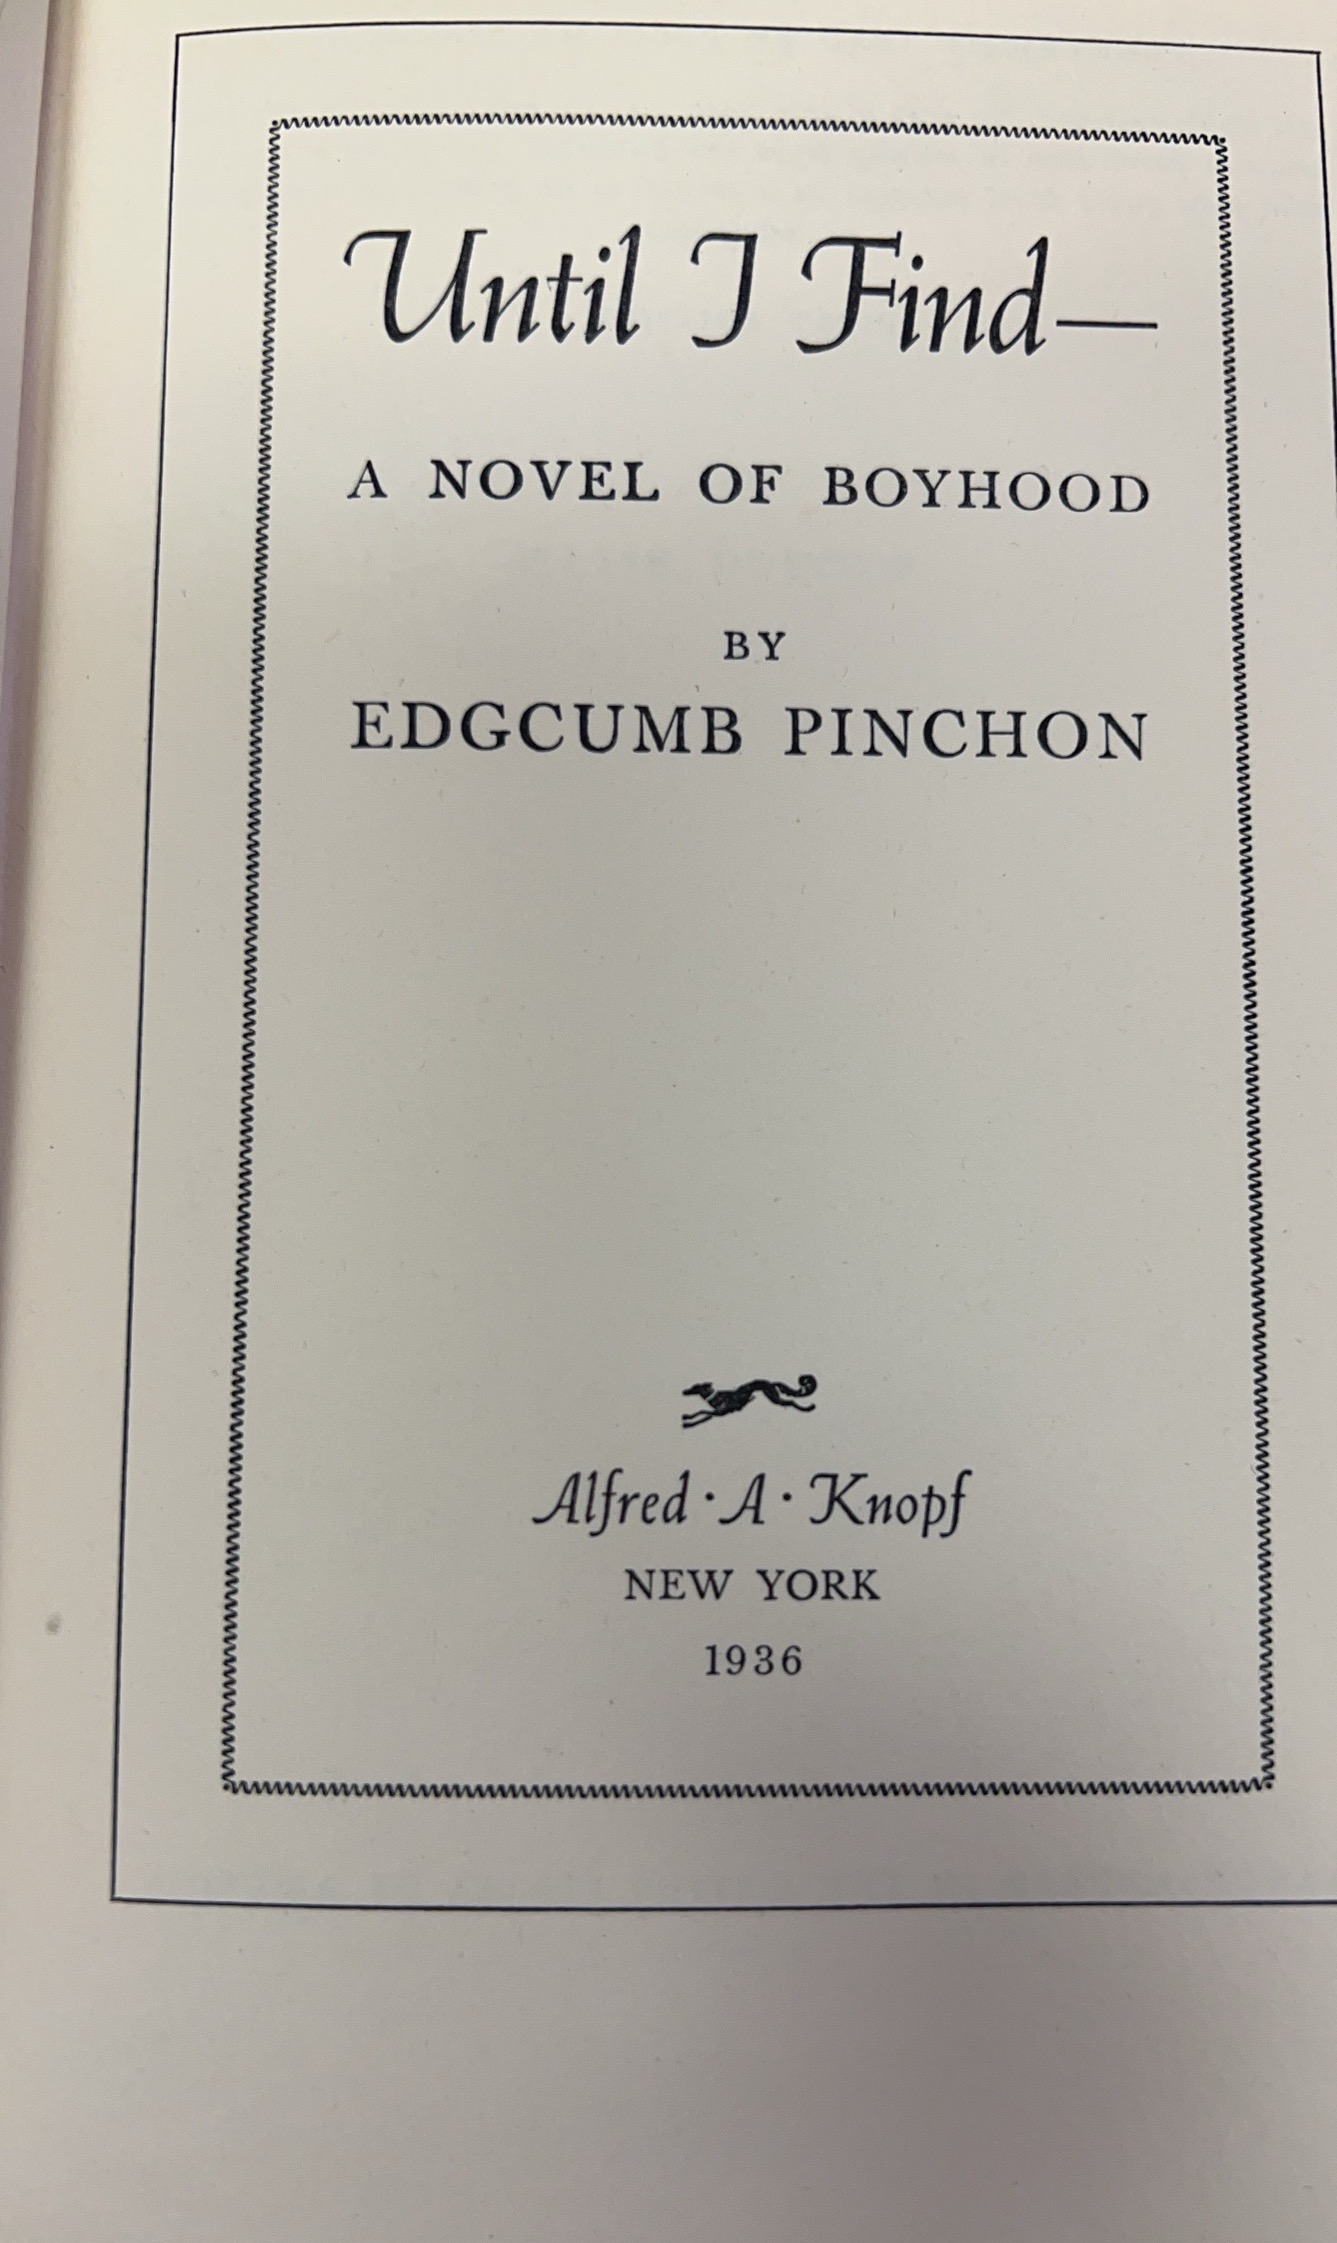 Until I Find—
A NOVEL OF BOYHOOD
BY
EDGCUMB PINCHON
Alfred · A · Knopf
NEW YORK
1936